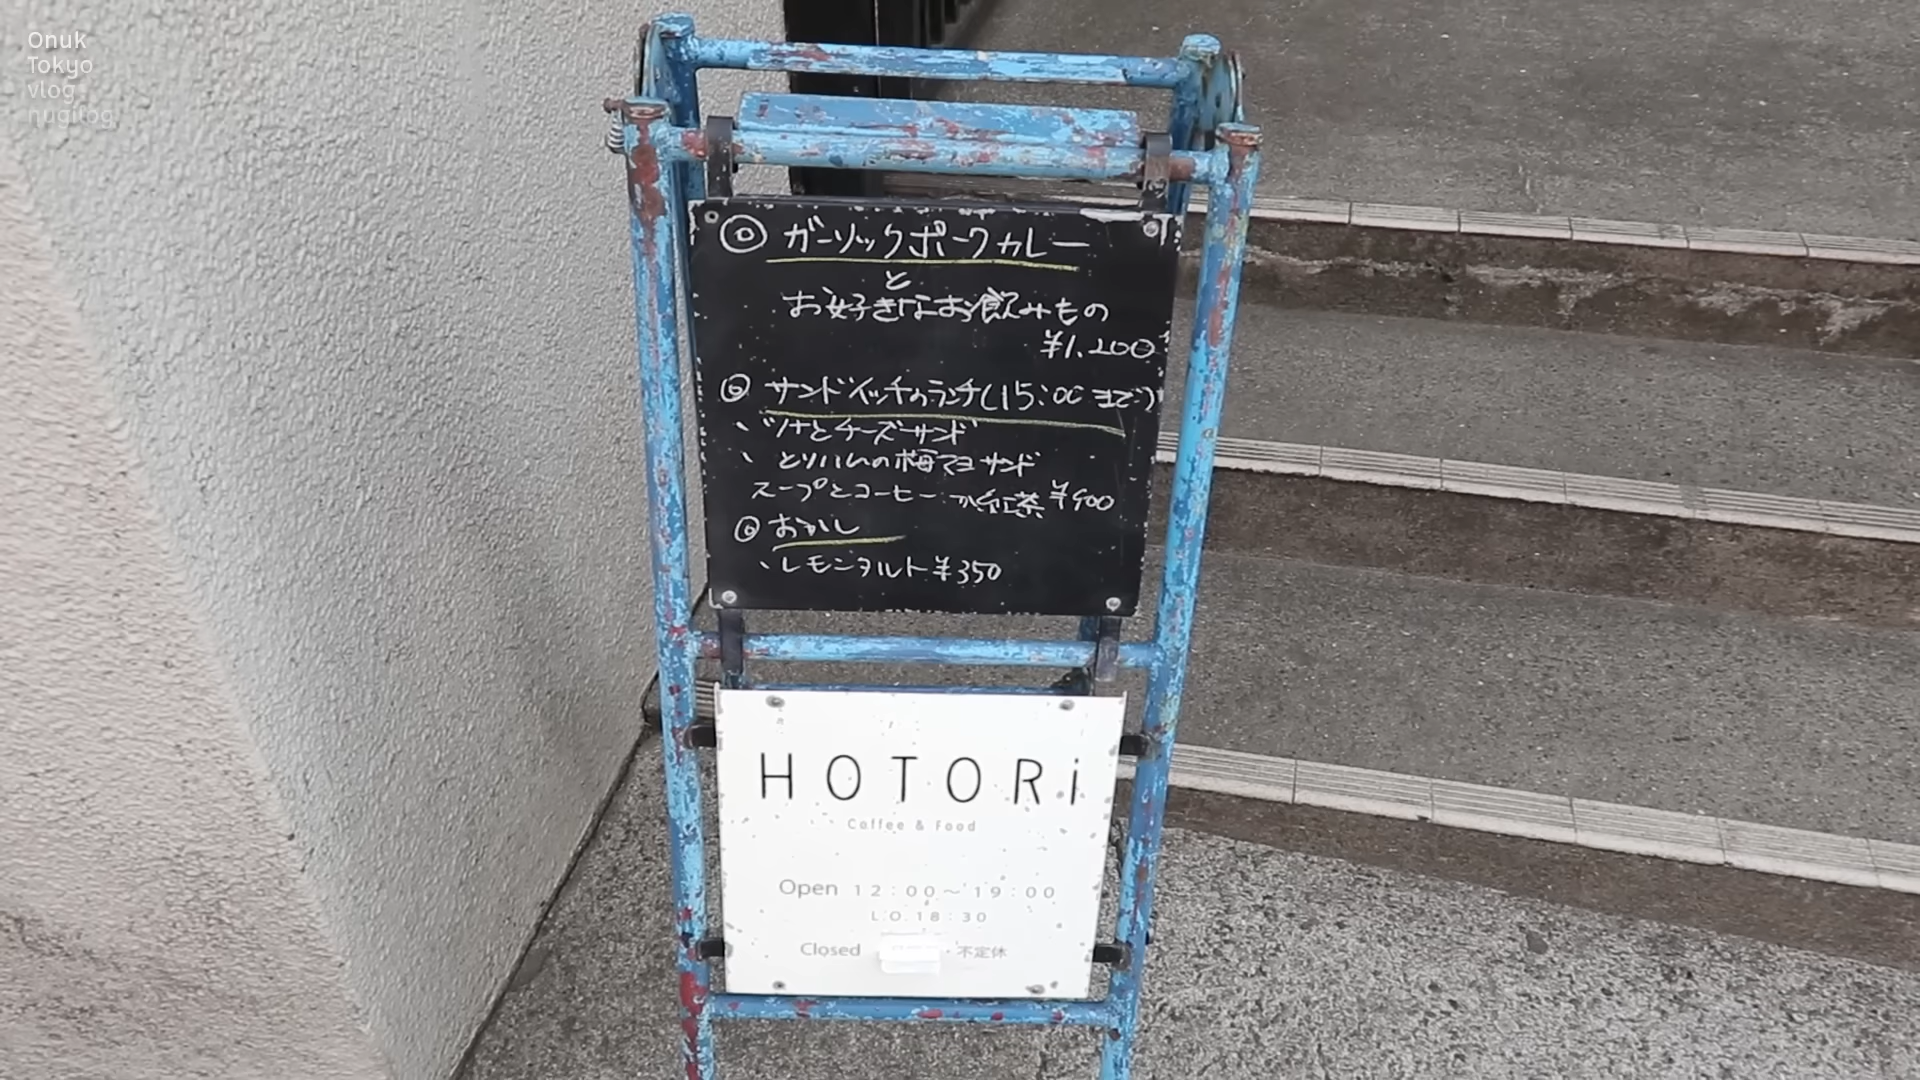 Onuk
Tokyo
vlog
nugilog
◎ ガーリックポークカレー
と
お好きなお飲みもの
¥1,200
◎ サンドイッチのランチ(15:00まで)
・ツナとチーズサンド
・とりハムの梅マヨサンド
スープとコーヒーか紅茶 ¥900
◎ おかし
・レモンタルト ¥350
HOTORi
Coffee & Food
Open 12:00〜19:00
L.O.18:30
Closed ・不定休